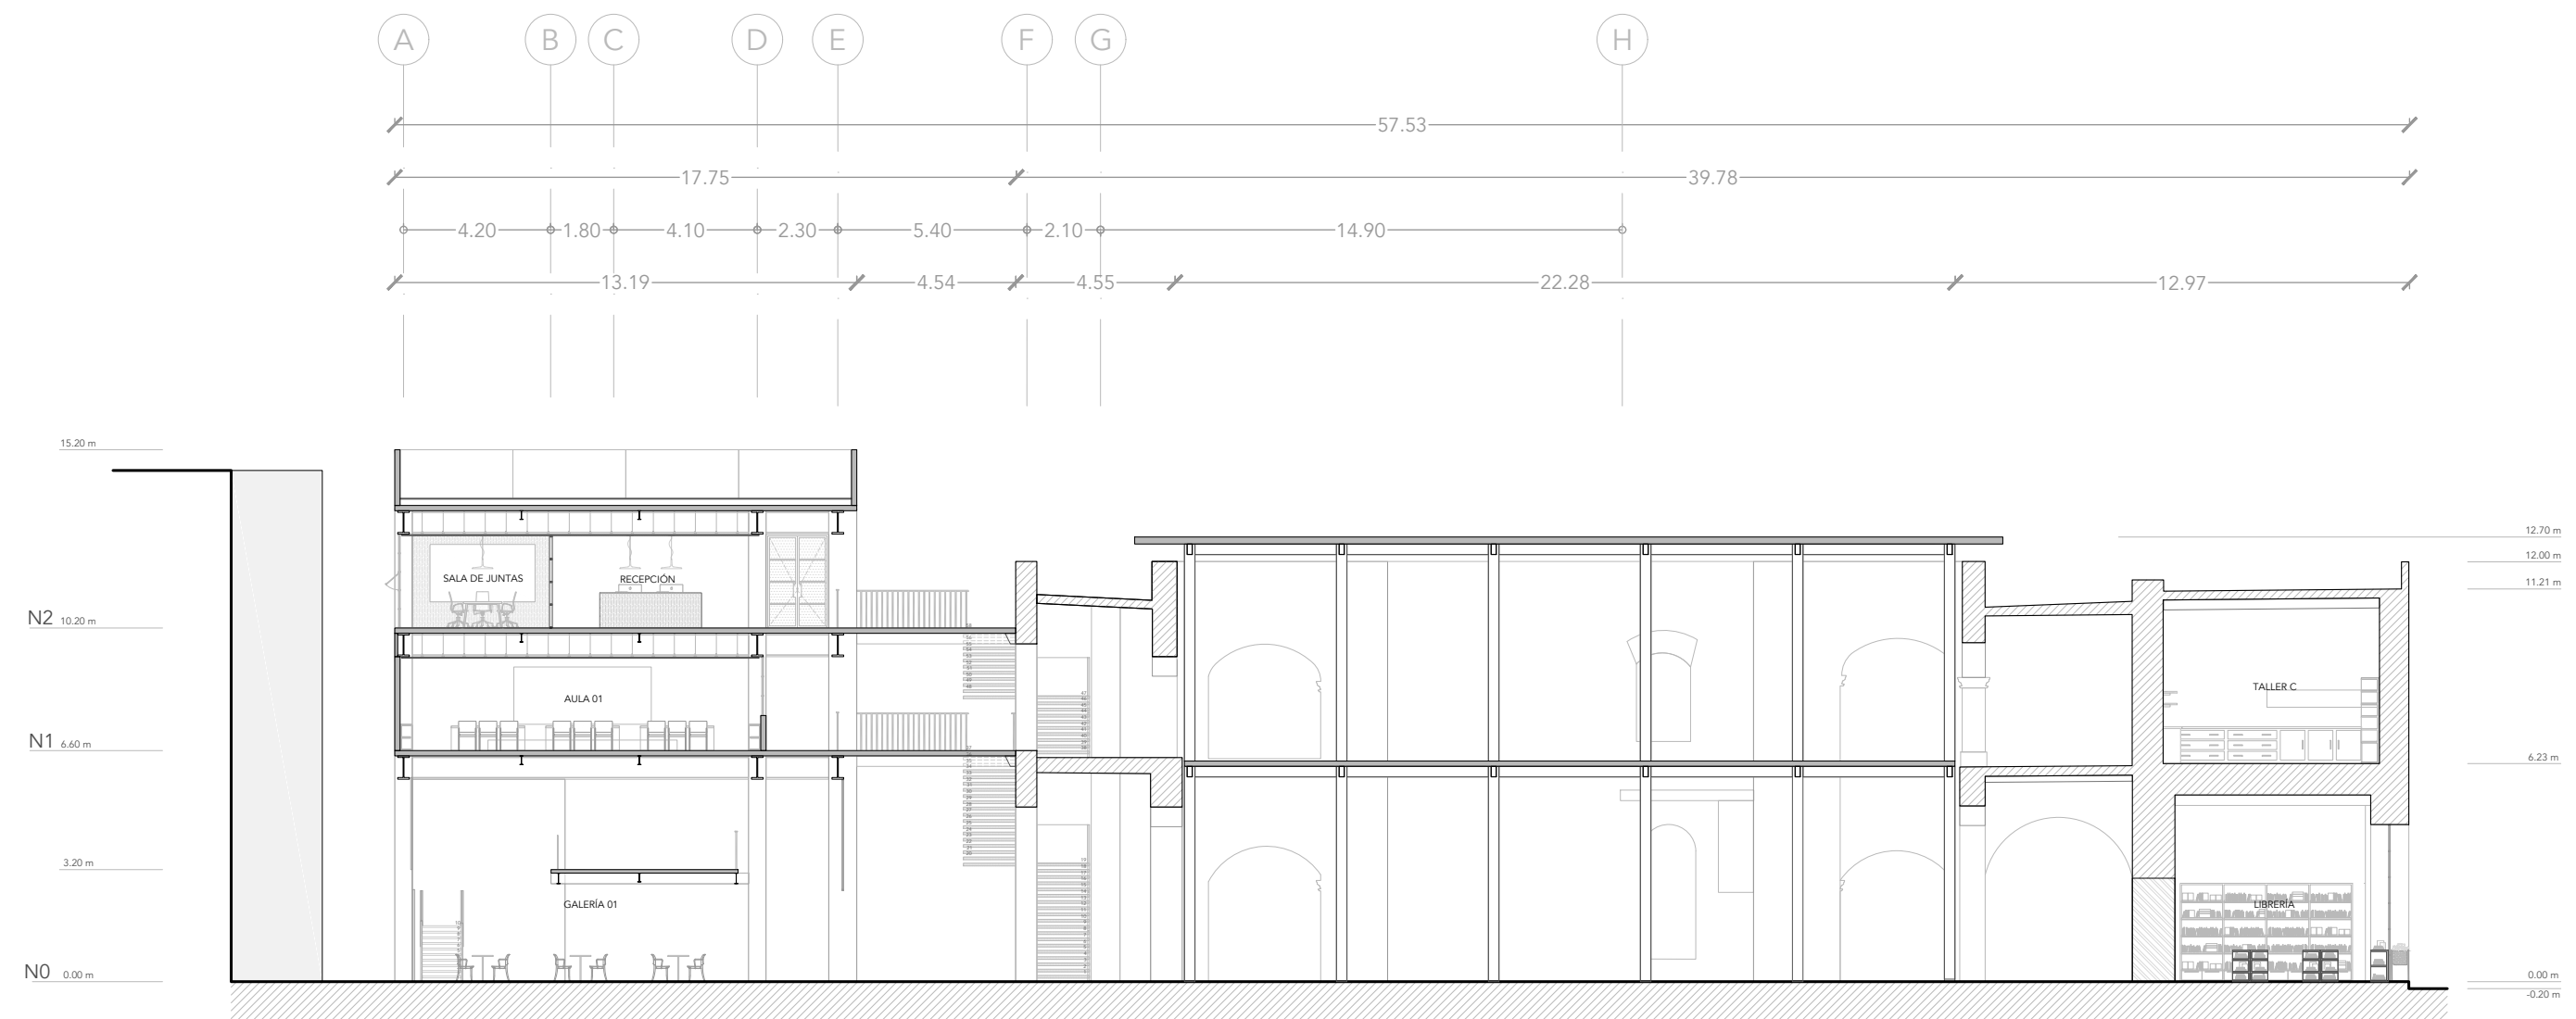 A B C D E F G H
57.53
17.75 39.78
4.20 1.80 4.10 2.30 5.40 2.10 14.90
13.19 4.54 4.55 22.28 12.97
15.20 m
12.70 m
12.00 m
SALA DE JUNTAS RECEPCIÓN 11.21 m
N2 10.20 m
TALLER C
AULA 01
N1 6.60 m
6.23 m
3.20 m
GALERÍA 01 LIBRERÍA
N0 0.00 m 0.00 m
-0.20 m